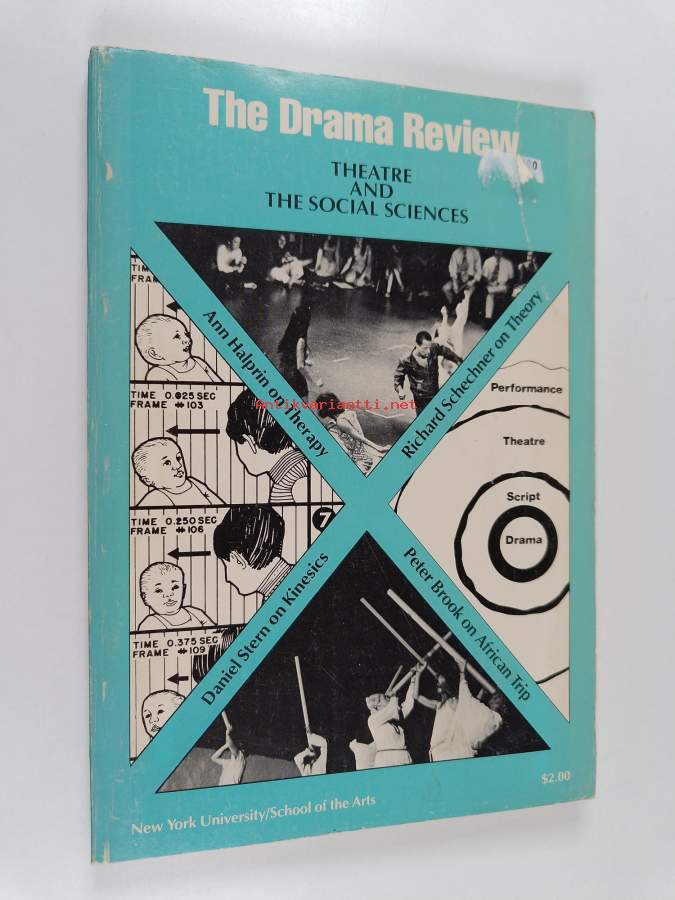 The Drama Review
THEATRE
AND
THE SOCIAL SCIENCES
Ann Halprin on Therapy
Richard Schechner on Theory
TIME
FRAM
TIME 0.025 SEC
FRAME #103
TIME 0.250 SEC
FRAME #106
7
TIME 0.375 SEC
FRAME #109
Performance
Theatre
Script
Drama
Antikvariaatti.net
Daniel Stern on Kinesics
Peter Brook on African Trip
$2.00
New York University/School of the Arts